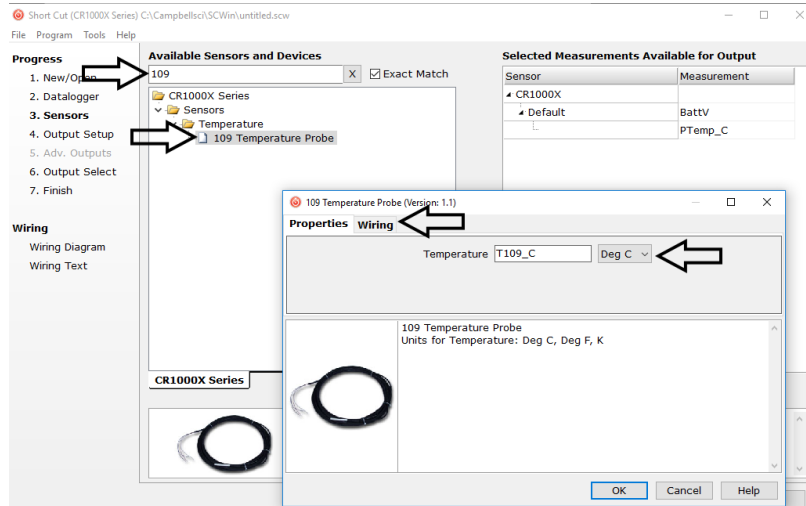 Short Cut (CR1000X Series) C:\Campbellsci\SCWin\untitled.scw
File Program Tools Help
Progress
1. New/Open
2. Datalogger
3. Sensors
4. Output Setup
5. Adv. Outputs
6. Output Select
7. Finish
Wiring
Wiring Diagram
Wiring Text
Available Sensors and Devices
109 X Exact Match
CR1000X Series
Sensors
Temperature
109 Temperature Probe
CR1000X Series
Selected Measurements Available for Output
Sensor Measurement
CR1000X
Default BattV
PTemp_C
109 Temperature Probe (Version: 1.1)
Properties Wiring
Temperature T109_C Deg C
109 Temperature Probe
Units for Temperature: Deg C, Deg F, K
OK Cancel Help